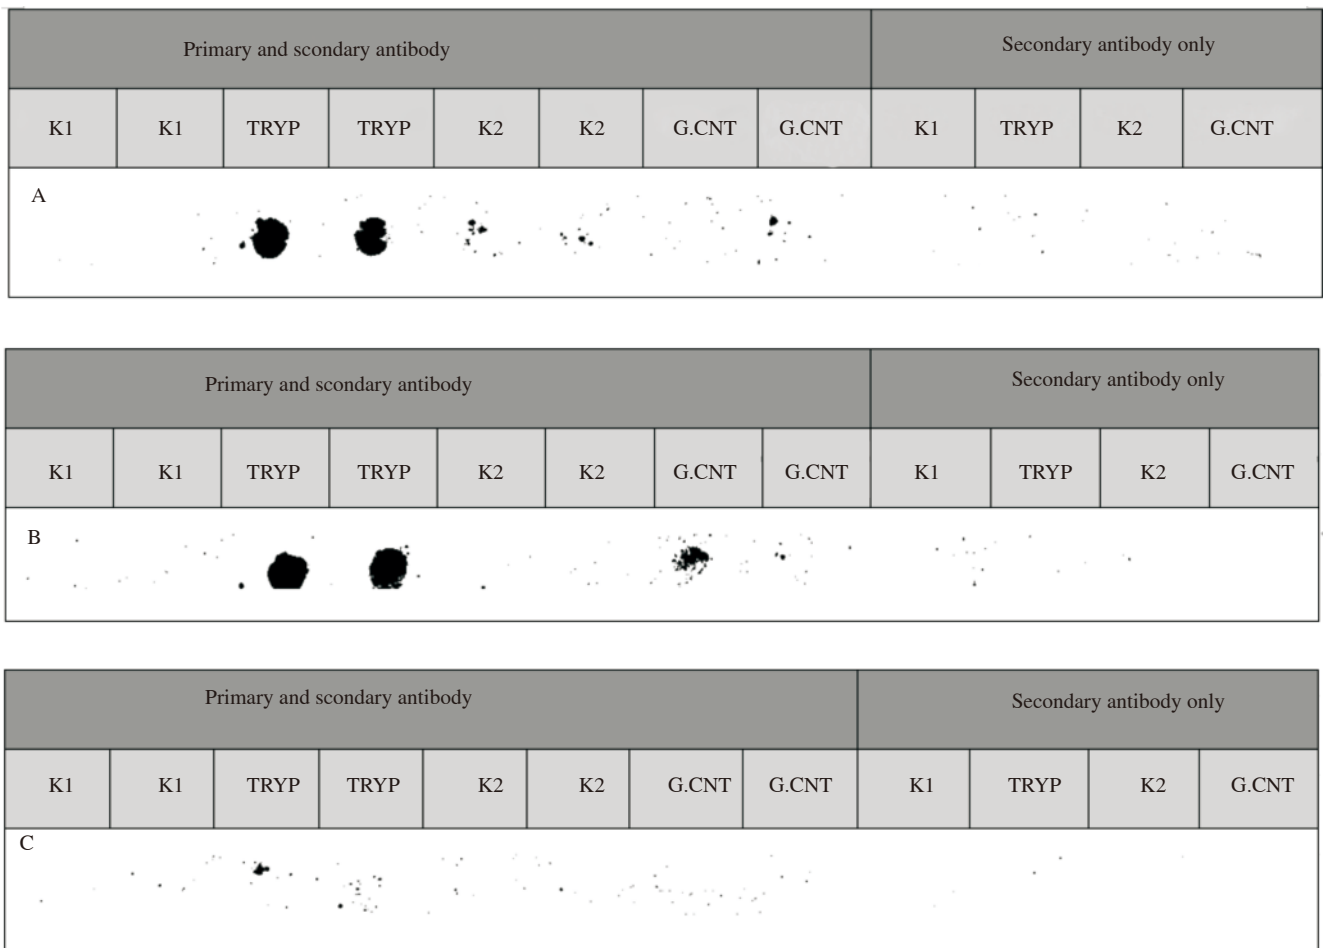 Primary and scondary antibody Secondary antibody only
K1 K1 TRYP TRYP K2 K2 G.CNT G.CNT K1 TRYP K2 G.CNT
A
Primary and scondary antibody Secondary antibody only
K1 K1 TRYP TRYP K2 K2 G.CNT G.CNT K1 TRYP K2 G.CNT
B
Primary and scondary antibody Secondary antibody only
K1 K1 TRYP TRYP K2 K2 G.CNT G.CNT K1 TRYP K2 G.CNT
C